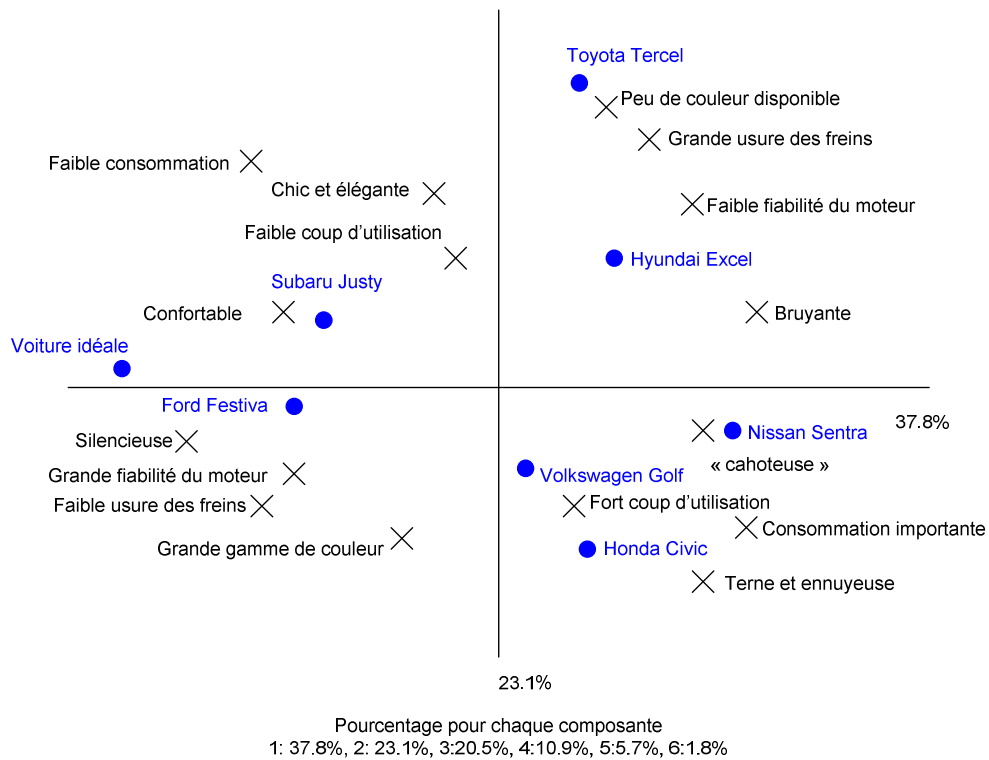 Toyota Tercel
Peu de couleur disponible
Grande usure des freins
Faible consommation
Chic et élégante
Faible fiabilité du moteur
Faible coup d’utilisation
Hyundai Excel
Subaru Justy
Confortable
Bruyante
Voiture idéale
Ford Festiva
37.8%
Silencieuse
Nissan Sentra
« cahoteuse »
Grande fiabilité du moteur
Volkswagen Golf
Faible usure des freins
Fort coup d’utilisation
Consommation importante
Grande gamme de couleur
Honda Civic
Terne et ennuyeuse
23.1%
Pourcentage pour chaque composante
1: 37.8%, 2: 23.1%, 3:20.5%, 4:10.9%, 5:5.7%, 6:1.8%